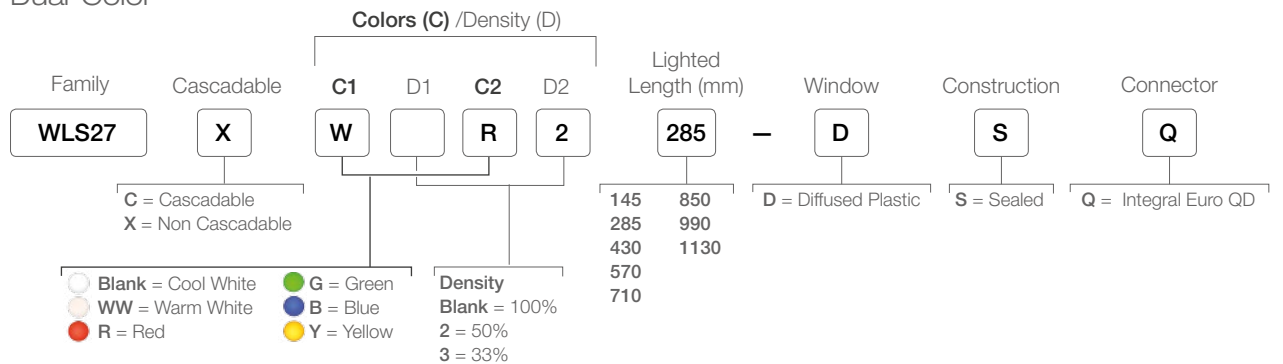 Dual Color
Colors (C) /Density (D)
Family
Cascadable
C1
D1
C2
D2
Lighted
Length (mm)
Window
Construction
Connector
WLS27
X
W
R
2
285
–
D
S
Q
C = Cascadable
X = Non Cascadable
145 850
285 990
430 1130
570
710
D = Diffused Plastic
S = Sealed
Q = Integral Euro QD
Blank = Cool White
WW = Warm White
R = Red
G = Green
B = Blue
Y = Yellow
Density
Blank = 100%
2 = 50%
3 = 33%